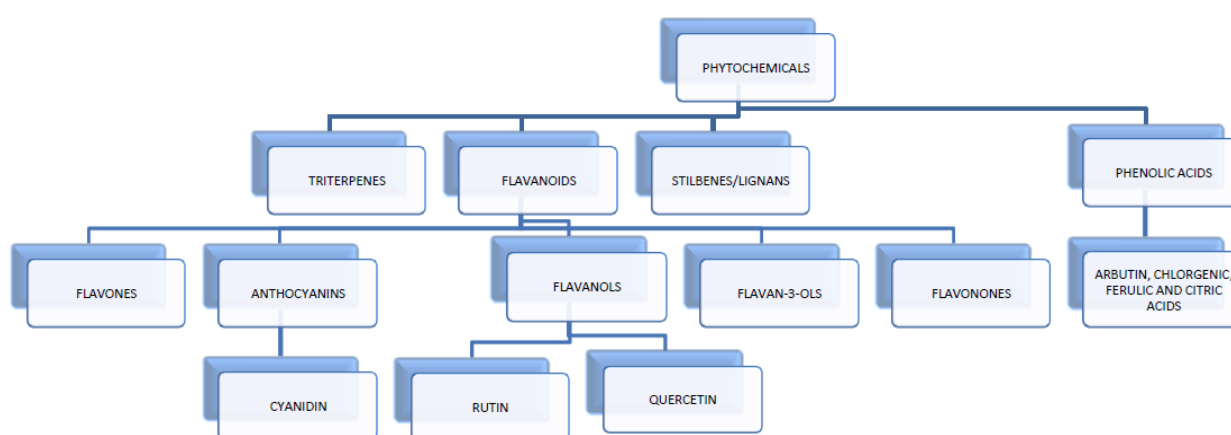 PHYTOCHEMICALS
TRITERPENES
FLAVANOIDS
STILBENES/LIGNANS
PHENOLIC ACIDS
FLAVONES
ANTHOCYANINS
FLAVANOLS
FLAVAN-3-OLS
FLAVONONES
ARBUTIN, CHLORGENIC,
FERULIC AND CITRIC
ACIDS
CYANIDIN
RUTIN
QUERCETIN